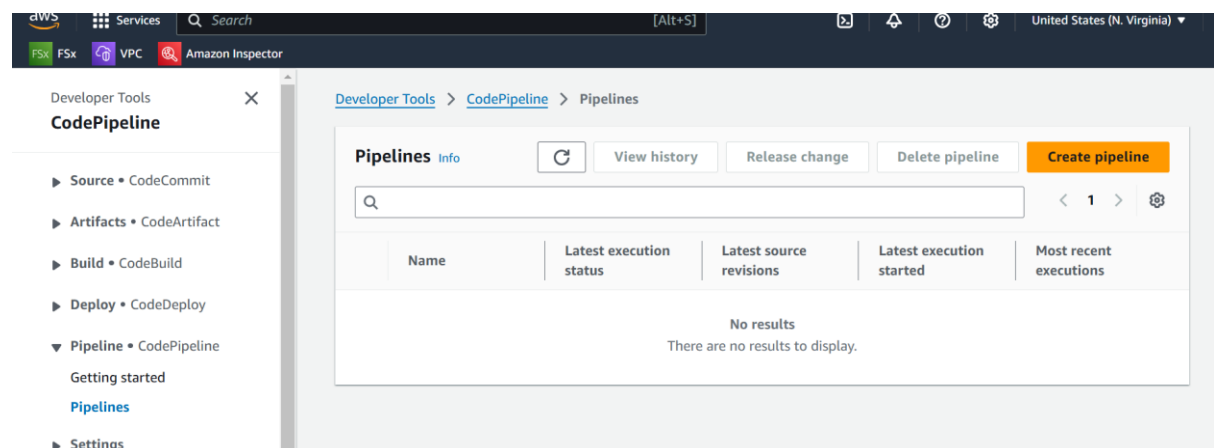 aws Services Search [Alt+S] United States (N. Virginia)
FSx FSx VPC Amazon Inspector
Developer Tools
CodePipeline
Source • CodeCommit
Artifacts • CodeArtifact
Build • CodeBuild
Deploy • CodeDeploy
Pipeline • CodePipeline
Getting started
Pipelines
Settings
Developer Tools > CodePipeline > Pipelines
Pipelines Info View history Release change Delete pipeline Create pipeline
< 1 >
Name Latest execution status Latest source revisions Latest execution started Most recent executions
No results
There are no results to display.